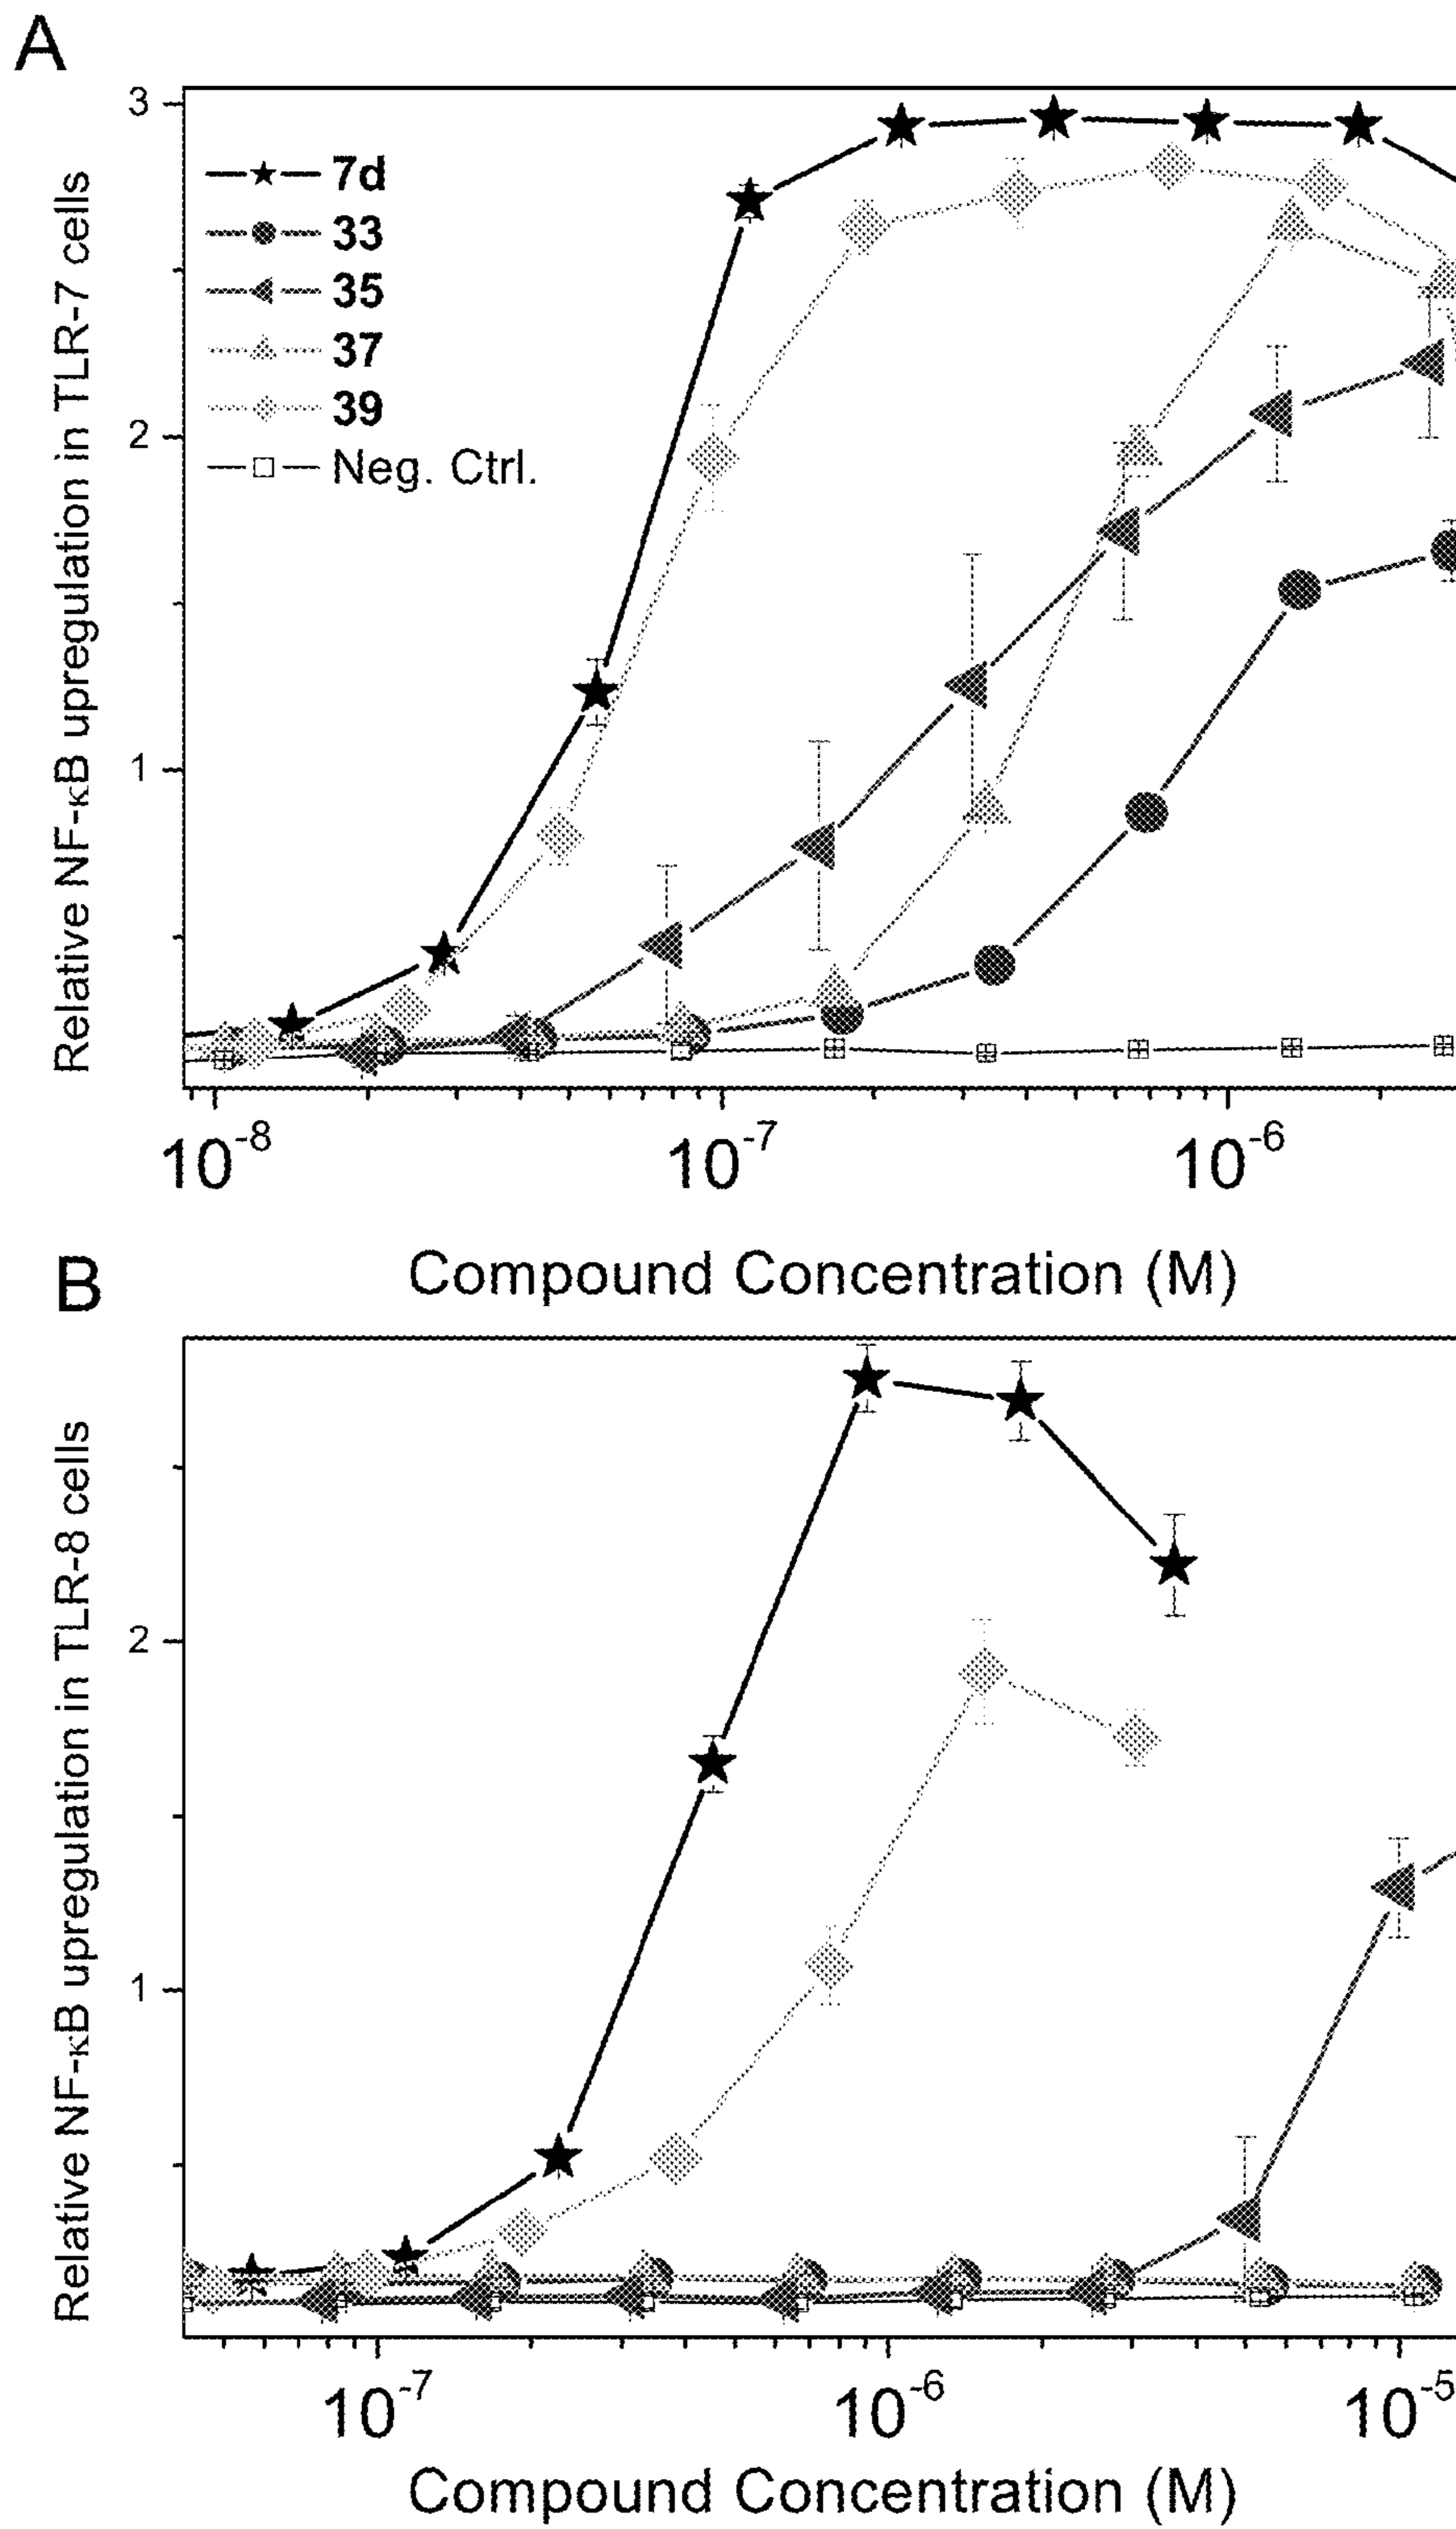 A
Relative NF-κB upregulation in TLR-7 cells
3
2
1
7d
33
35
37
39
Neg. Ctrl.
10⁻⁸ 10⁻⁷ 10⁻⁶
Compound Concentration (M)
B
Relative NF-κB upregulation in TLR-8 cells
2
1
10⁻⁷ 10⁻⁶ 10⁻⁵
Compound Concentration (M)